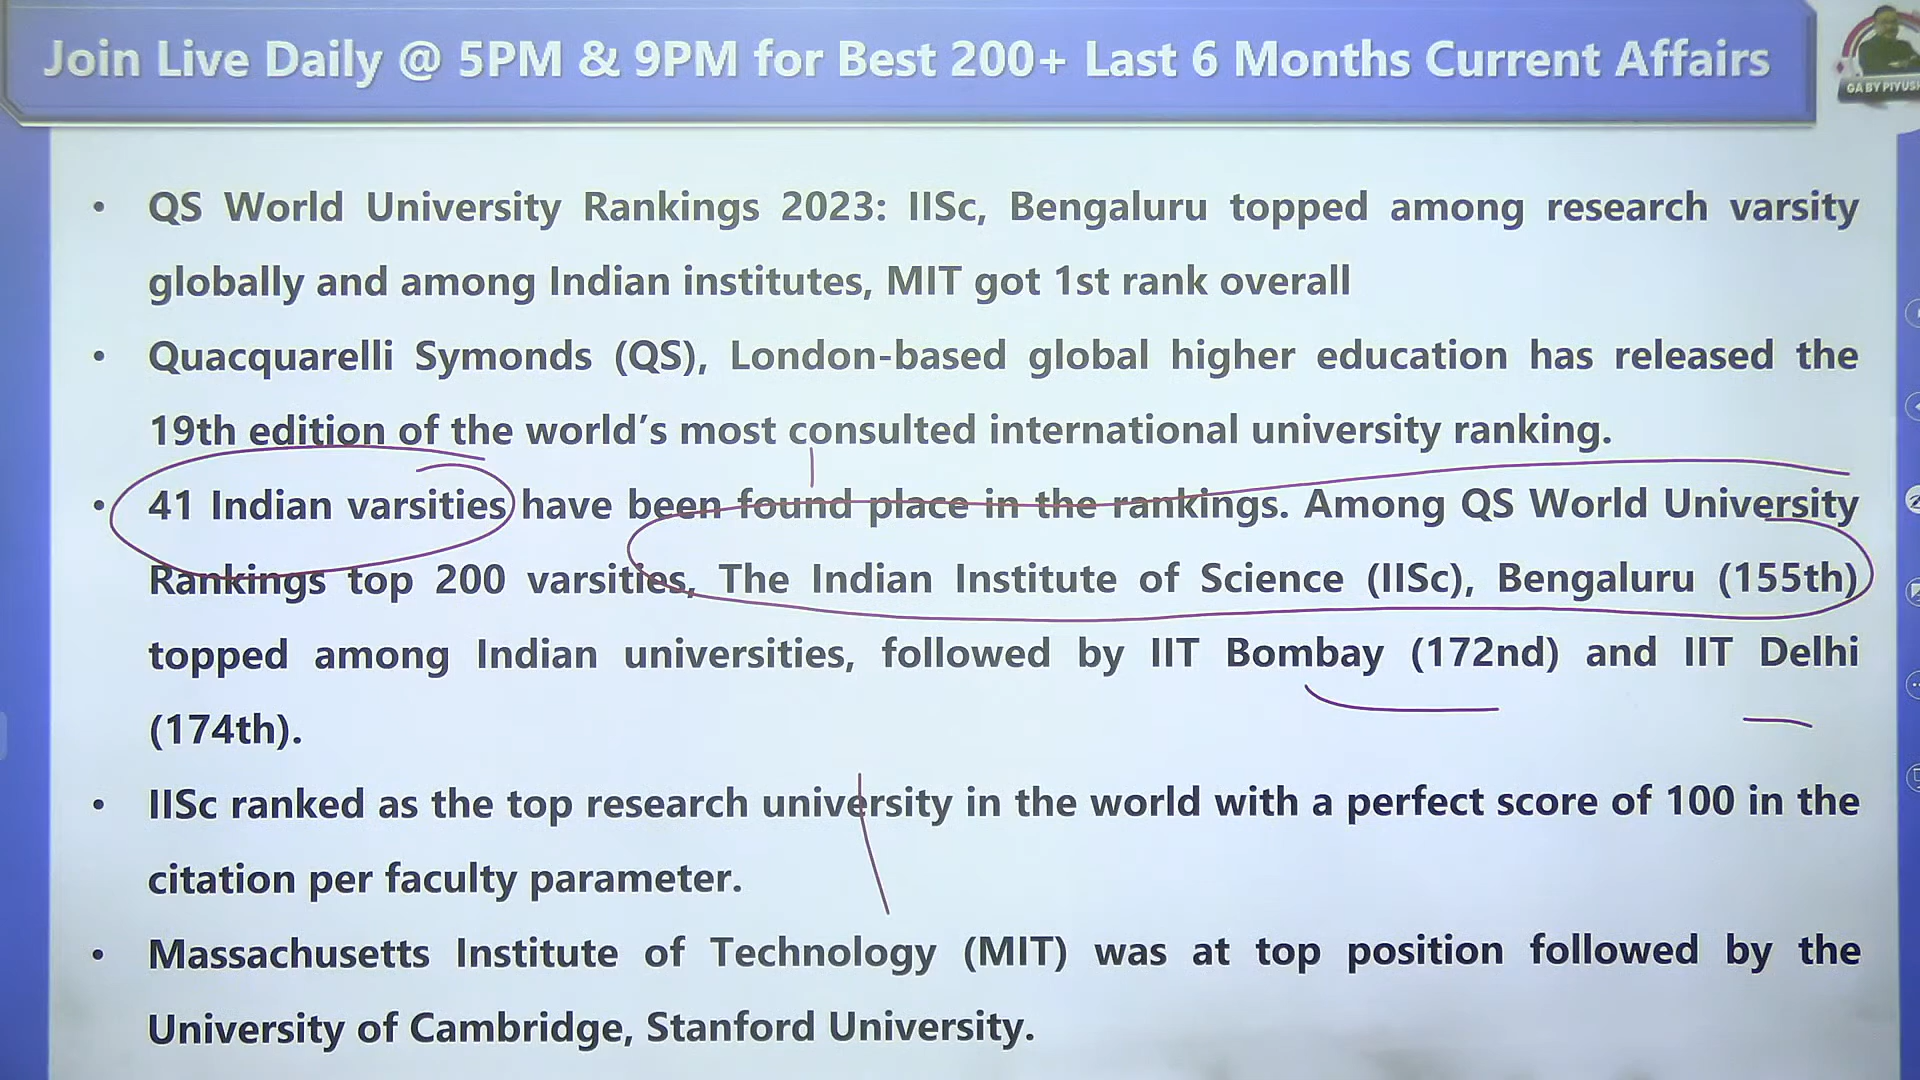 Join Live Daily @ 5PM & 9PM for Best 200+ Last 6 Months Current Affairs
GA BY PIYUSH
• QS World University Rankings 2023: IISc, Bengaluru topped among research varsity
globally and among Indian institutes, MIT got 1st rank overall
• Quacquarelli Symonds (QS), London-based global higher education has released the
19th edition of the world’s most consulted international university ranking.
• 41 Indian varsities have been found place in the rankings. Among QS World University
Rankings top 200 varsities, The Indian Institute of Science (IISc), Bengaluru (155th)
topped among Indian universities, followed by IIT Bombay (172nd) and IIT Delhi
(174th).
• IISc ranked as the top research university in the world with a perfect score of 100 in the
citation per faculty parameter.
• Massachusetts Institute of Technology (MIT) was at top position followed by the
University of Cambridge, Stanford University.